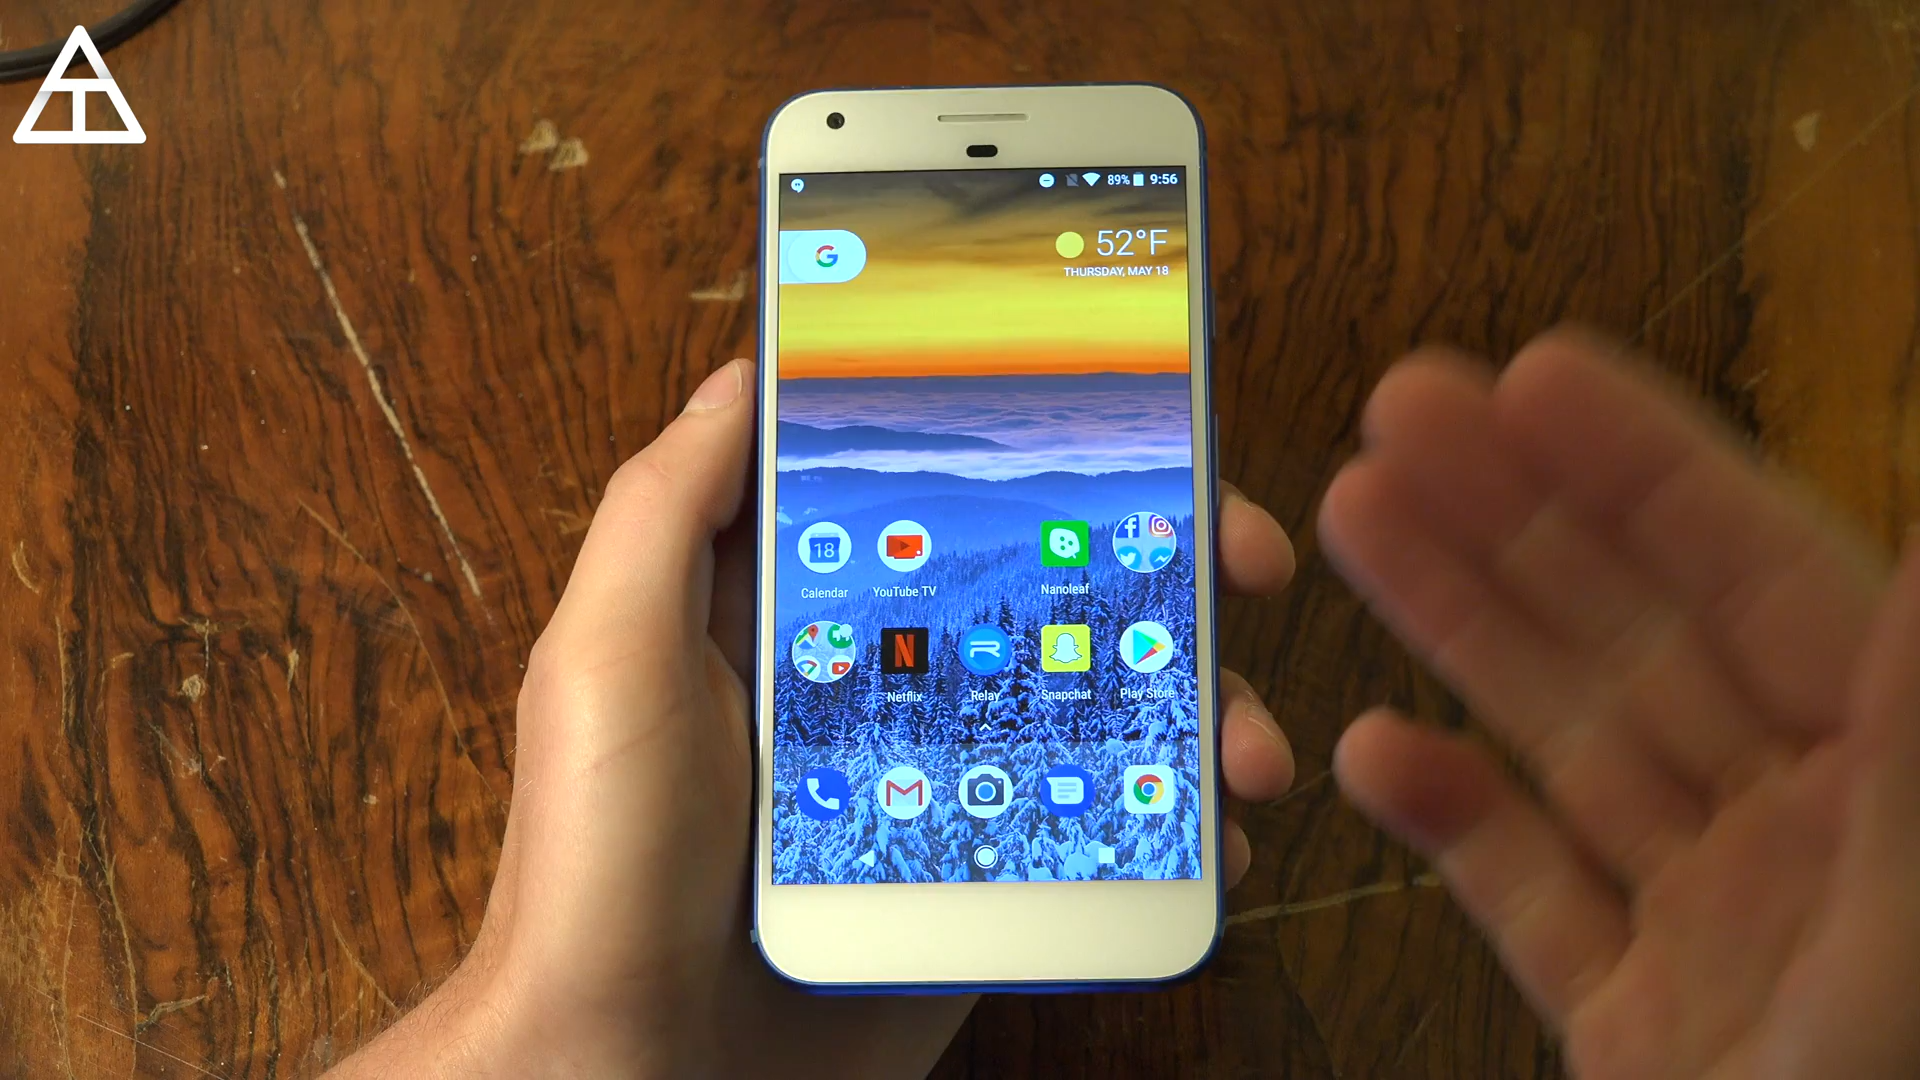 89% 9:56
G
52°F
THURSDAY, MAY 18
18
Calendar
YouTube TV
Nanoleaf
Netflix
Relay
Snapchat
Play Store